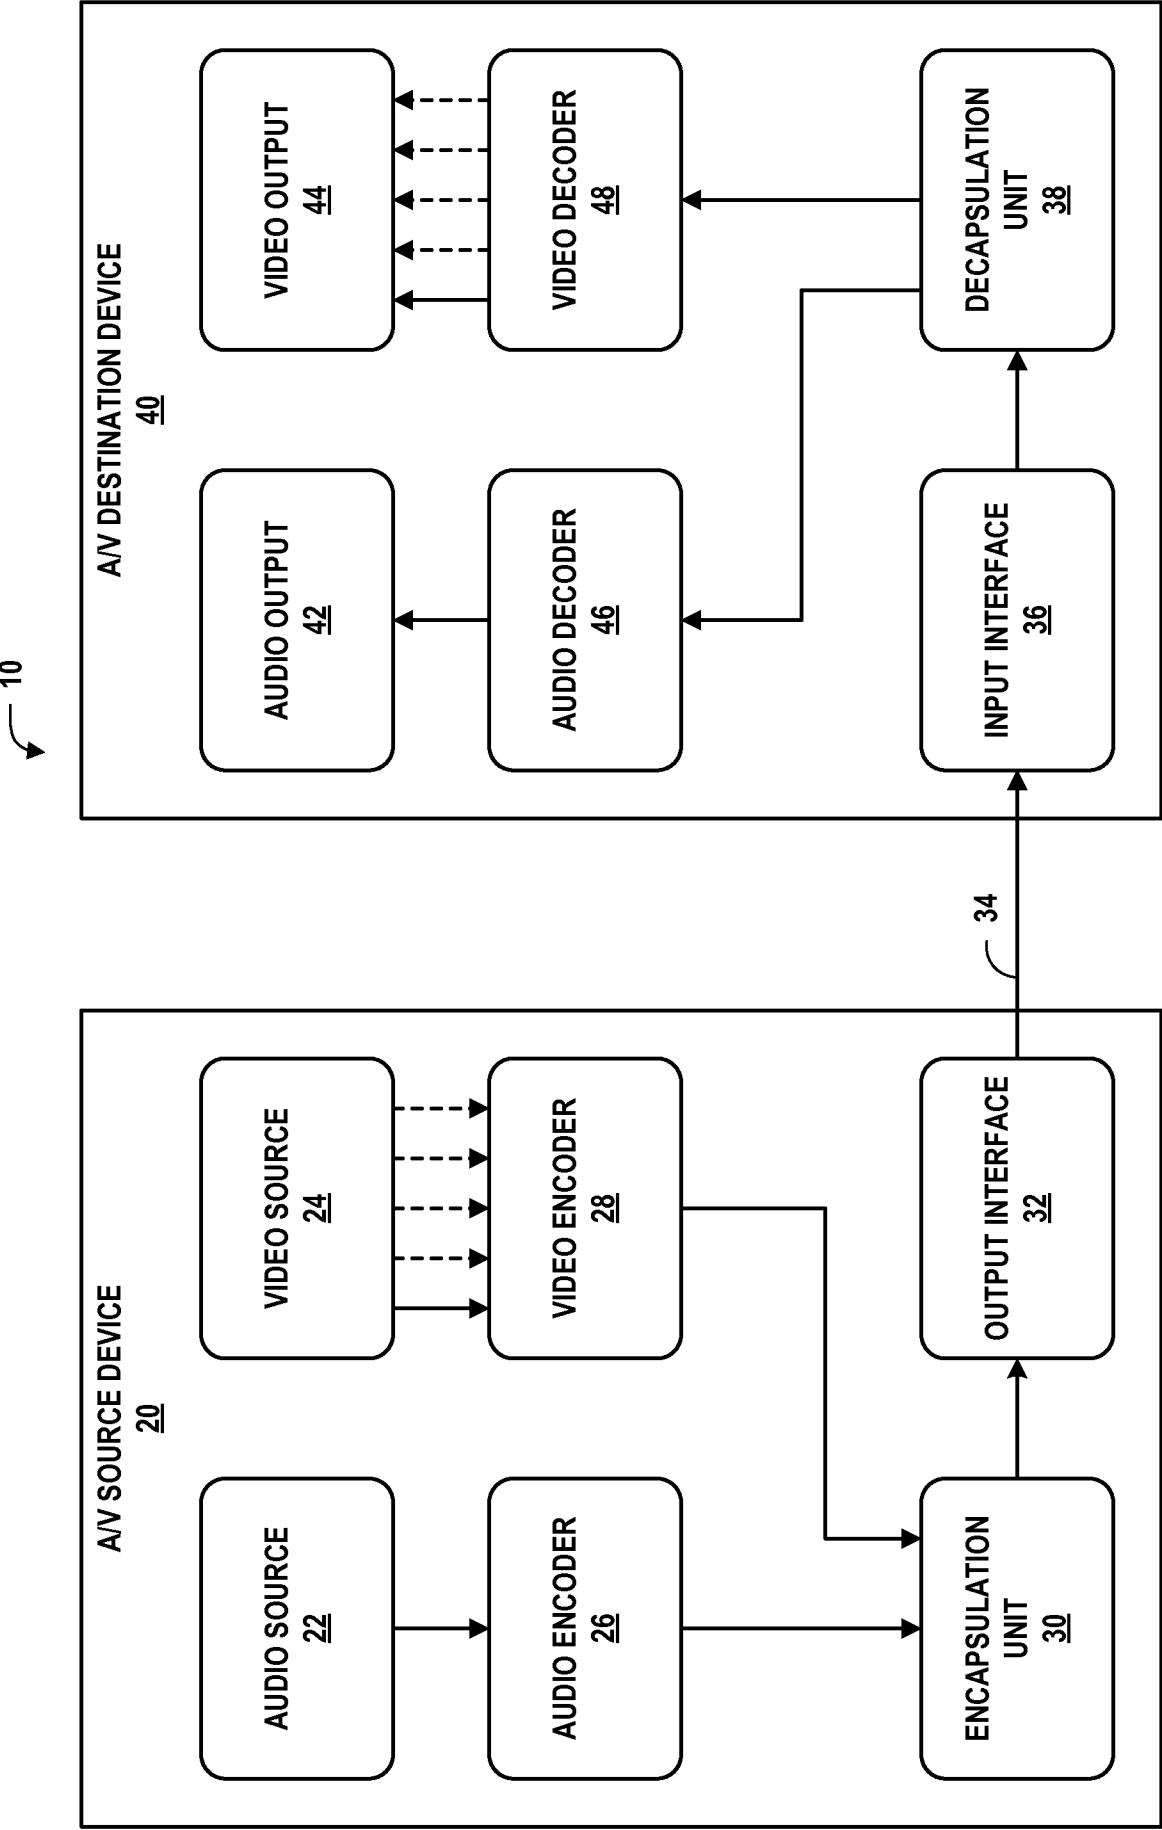 10
A/V SOURCE DEVICE
20
AUDIO SOURCE
22
VIDEO SOURCE
24
AUDIO ENCODER
26
VIDEO ENCODER
28
ENCAPSULATION
UNIT
30
OUTPUT INTERFACE
32
34
A/V DESTINATION DEVICE
40
AUDIO OUTPUT
42
VIDEO OUTPUT
44
AUDIO DECODER
46
VIDEO DECODER
48
INPUT INTERFACE
36
DECAPSULATION
UNIT
38